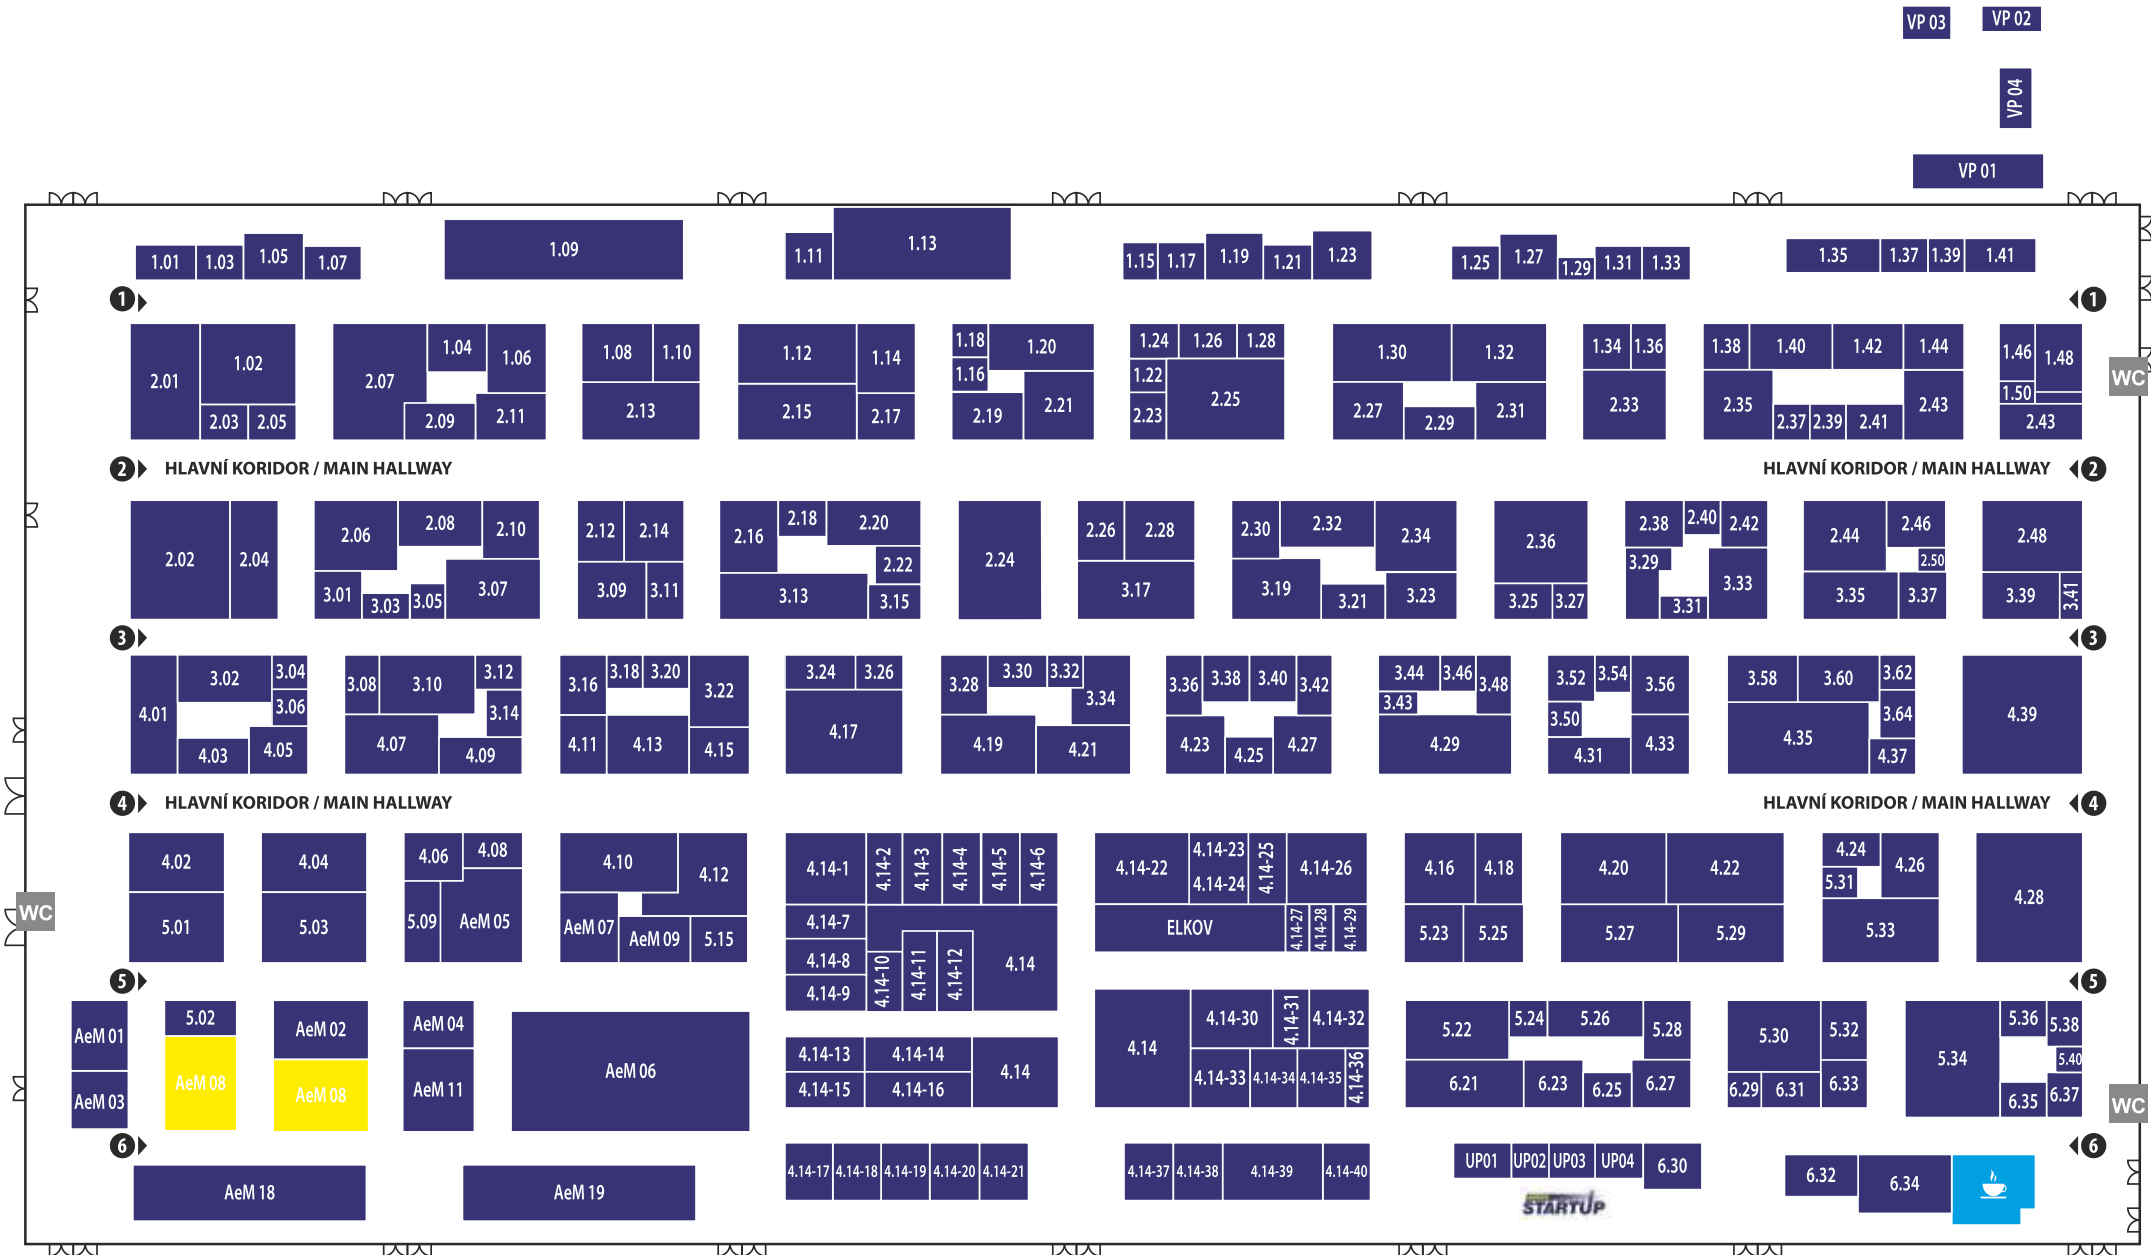 VP 03 VP 02
VP 04
VP 01
1.01 1.03 1.05 1.07 1.09 1.11 1.13 1.15 1.17 1.19 1.21 1.23 1.25 1.27 1.29 1.31 1.33 1.35 1.37 1.39 1.41
1 1
2.01 1.02 2.07 1.04 1.06 1.08 1.10 1.12 1.14 1.18 1.20 1.24 1.26 1.28 1.30 1.32 1.34 1.36 1.38 1.40 1.42 1.44 1.46 1.48
WC
1.16 1.22 1.50
2.03 2.05 2.09 2.11 2.13 2.15 2.17 2.19 2.21 2.23 2.25 2.27 2.29 2.31 2.33 2.35 2.37 2.39 2.41 2.43 2.43
2 HLAVNÍ KORIDOR / MAIN HALLWAY HLAVNÍ KORIDOR / MAIN HALLWAY 2
2.02 2.04 2.06 2.08 2.10 2.12 2.14 2.16 2.18 2.20 2.22 2.24 2.26 2.28 2.30 2.32 2.34 2.36 2.38 2.40 2.42 2.44 2.46 2.50 2.48
3.01 3.03 3.05 3.07 3.09 3.11 3.13 3.15 3.17 3.19 3.21 3.23 3.25 3.27 3.29 3.31 3.33 3.35 3.37 3.39 3.41
3 3
4.01 3.02 3.04 3.06 3.08 3.10 3.12 3.14 3.16 3.18 3.20 3.22 3.24 3.26 3.28 3.30 3.32 3.34 3.36 3.38 3.40 3.42 3.44 3.46 3.48 3.43 3.52 3.54 3.56 3.50 3.58 3.60 3.62 3.64 4.39
4.03 4.05 4.07 4.09 4.11 4.13 4.15 4.17 4.19 4.21 4.23 4.25 4.27 4.29 4.31 4.33 4.35 4.37
4 HLAVNÍ KORIDOR / MAIN HALLWAY HLAVNÍ KORIDOR / MAIN HALLWAY 4
4.02 4.04 4.06 4.08 4.10 4.12 4.14-1 4.14-2 4.14-3 4.14-4 4.14-5 4.14-6 4.14-22 4.14-23 4.14-24 4.14-25 4.14-26 4.16 4.18 4.20 4.22 4.24 4.26 4.28
WC
5.01 5.03 5.09 AeM 05 AeM 07 AeM 09 5.15 4.14-7 4.14-8 4.14-9 4.14-10 4.14-11 4.14-12 4.14 ELKOV 4.14-27 4.14-28 4.14-29 5.23 5.25 5.27 5.29 5.31 5.33
5 5
AeM 01 5.02 AeM 02 AeM 04 AeM 06 4.14-13 4.14-14 4.14 4.14 4.14-30 4.14-31 4.14-32 5.22 5.24 5.26 5.28 5.30 5.32 5.34 5.36 5.38 5.40
AeM 03 AeM 08 AeM 08 AeM 11 4.14-15 4.14-16 4.14-33 4.14-34 4.14-35 4.14-36 6.21 6.23 6.25 6.27 6.29 6.31 6.33 6.35 6.37
WC
6 6
AeM 18 AeM 19 4.14-17 4.14-18 4.14-19 4.14-20 4.14-21 4.14-37 4.14-38 4.14-39 4.14-40 UP01 UP02 UP03 UP04 6.30 6.32 6.34
STARTUP